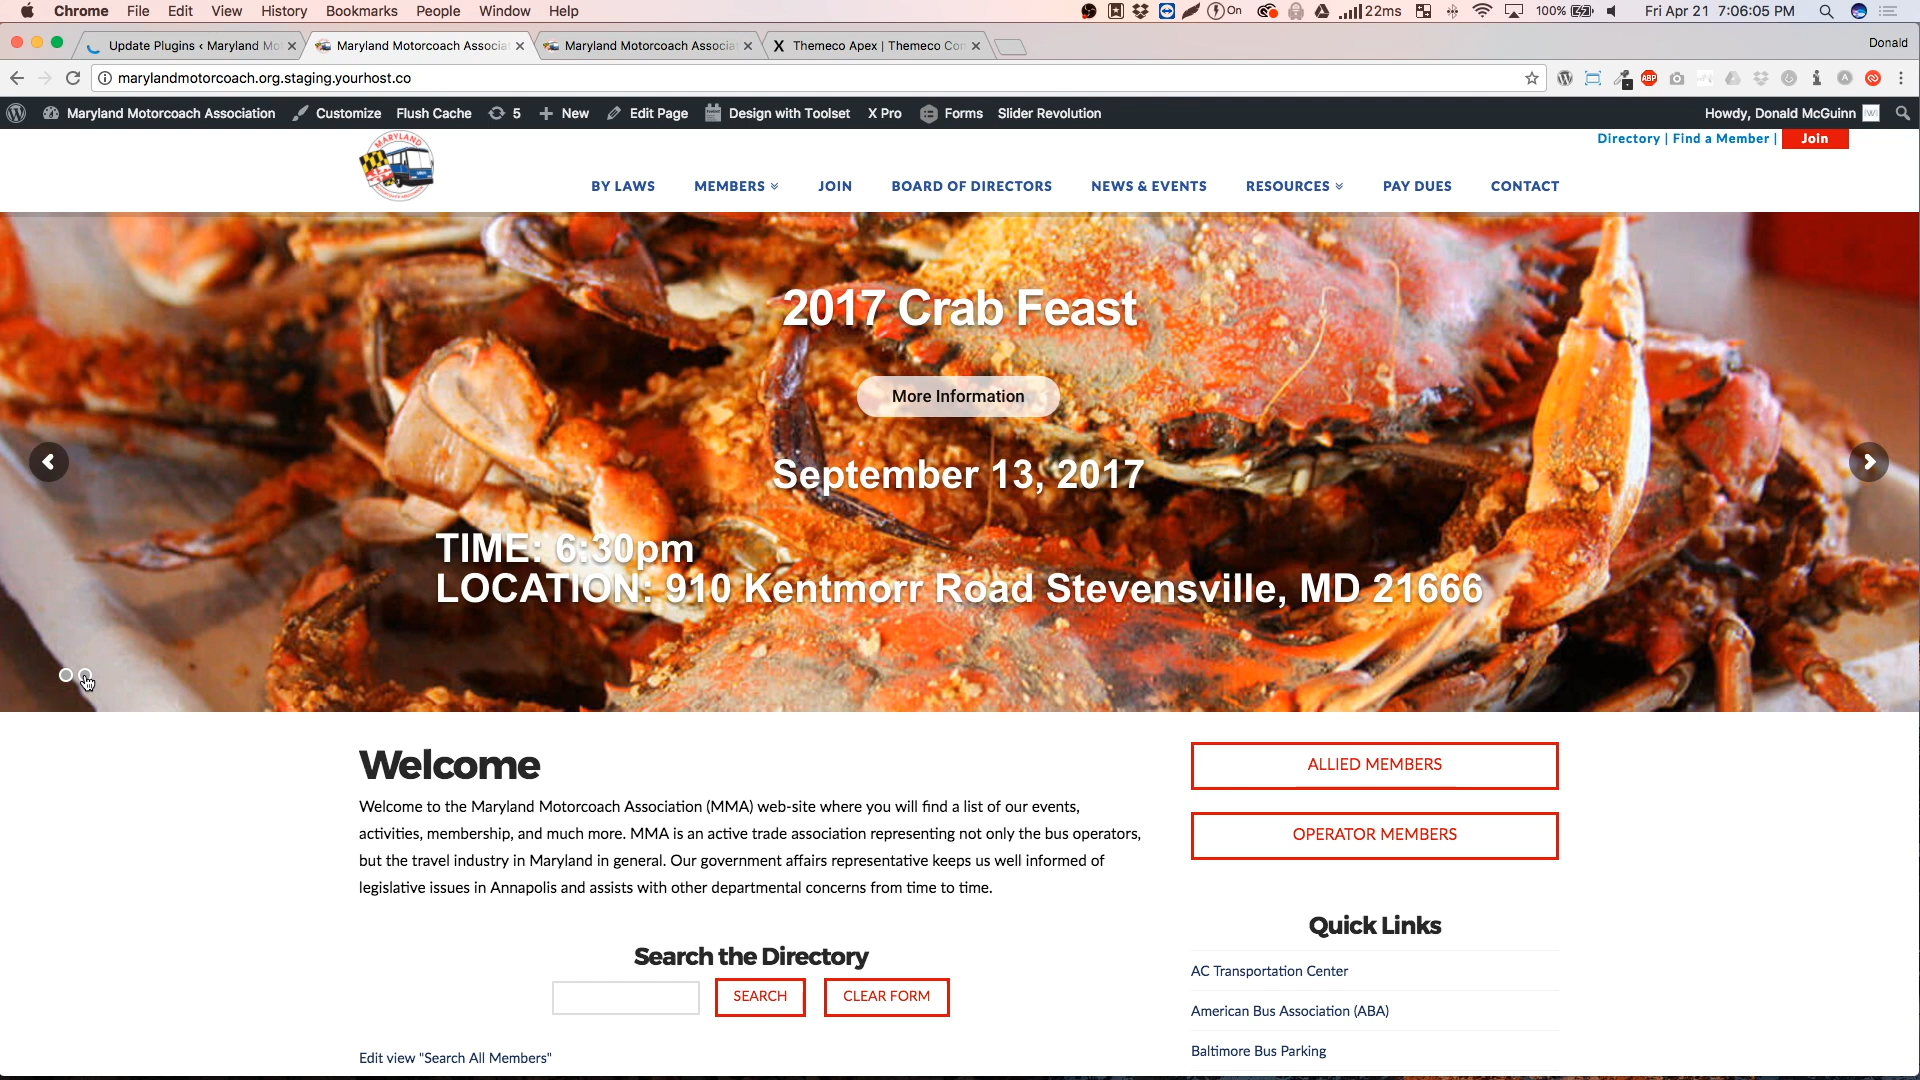 Chrome File Edit View History Bookmarks People Window Help On 22ms 100% Fri Apr 21 7:06:05 PM
Update Plugins ‹ Maryland Mo Maryland Motorcoach Associat Maryland Motorcoach Associat X Themeco Apex | Themeco Con Donald
marylandmotorcoach.org.staging.yourhost.co ABP
Maryland Motorcoach Association Customize Flush Cache 5 New Edit Page Design with Toolset X Pro Forms Slider Revolution Howdy, Donald McGuinn
Directory | Find a Member | Join
MARYLAND
BY LAWS MEMBERS JOIN BOARD OF DIRECTORS NEWS & EVENTS RESOURCES PAY DUES CONTACT
2017 Crab Feast
More Information
September 13, 2017
TIME: 6:30pm
LOCATION: 910 Kentmorr Road Stevensville, MD 21666
Welcome
Welcome to the Maryland Motorcoach Association (MMA) web-site where you will find a list of our events,
activities, membership, and much more. MMA is an active trade association representing not only the bus operators,
but the travel industry in Maryland in general. Our government affairs representative keeps us well informed of
legislative issues in Annapolis and assists with other departmental concerns from time to time.
Search the Directory
SEARCH CLEAR FORM
Edit view "Search All Members"
ALLIED MEMBERS
OPERATOR MEMBERS
Quick Links
AC Transportation Center
American Bus Association (ABA)
Baltimore Bus Parking